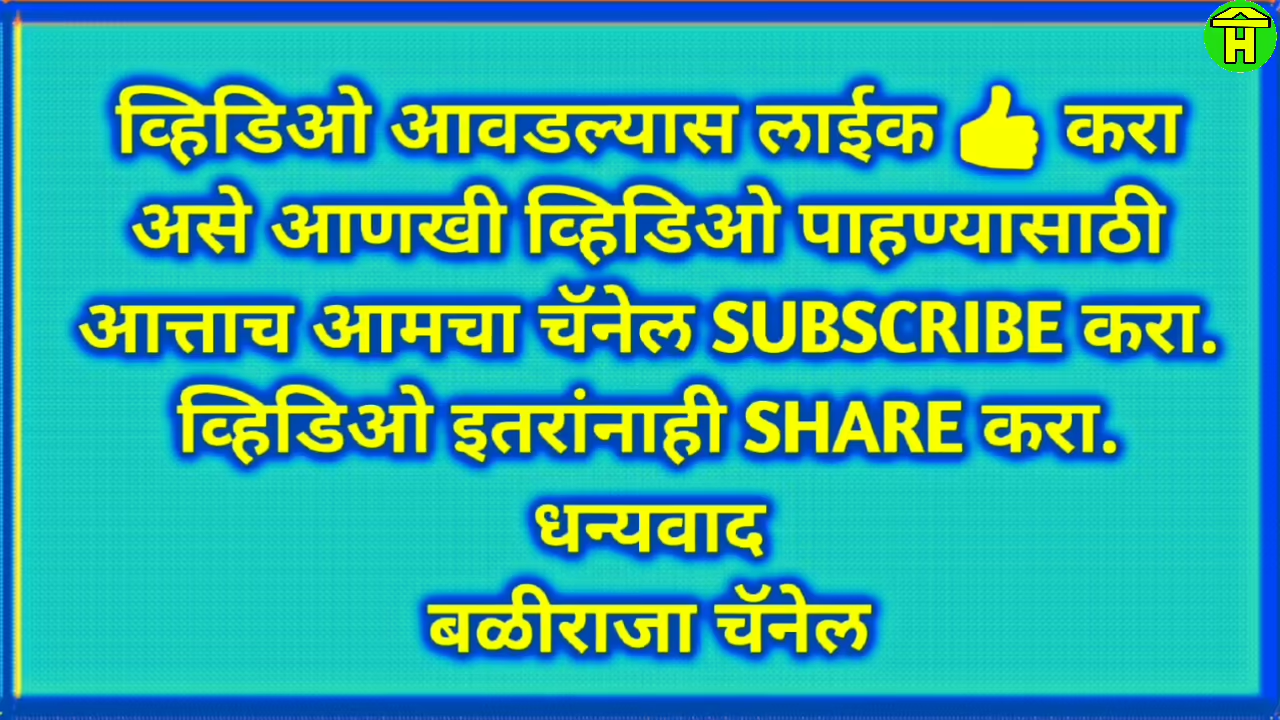 व्हिडिओ आवडल्यास लाईक 👍 करा
असे आणखी व्हिडिओ पाहण्यासाठी
आत्ताच आमचा चॅनेल SUBSCRIBE करा.
व्हिडिओ इतरांनाही SHARE करा.
धन्यवाद
बळीराजा चॅनेल
H